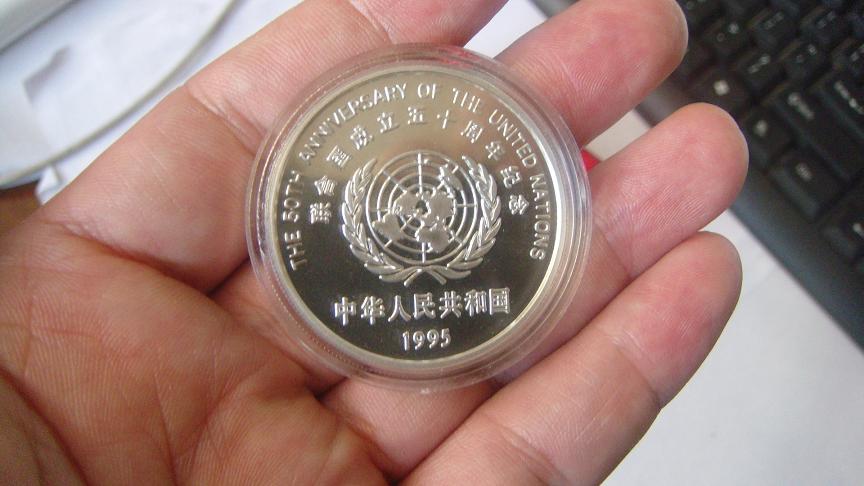 THE 50TH ANNIVERSARY OF THE UNITED NATIONS
联合国成立五十周年纪念
中华人民共和国
1995